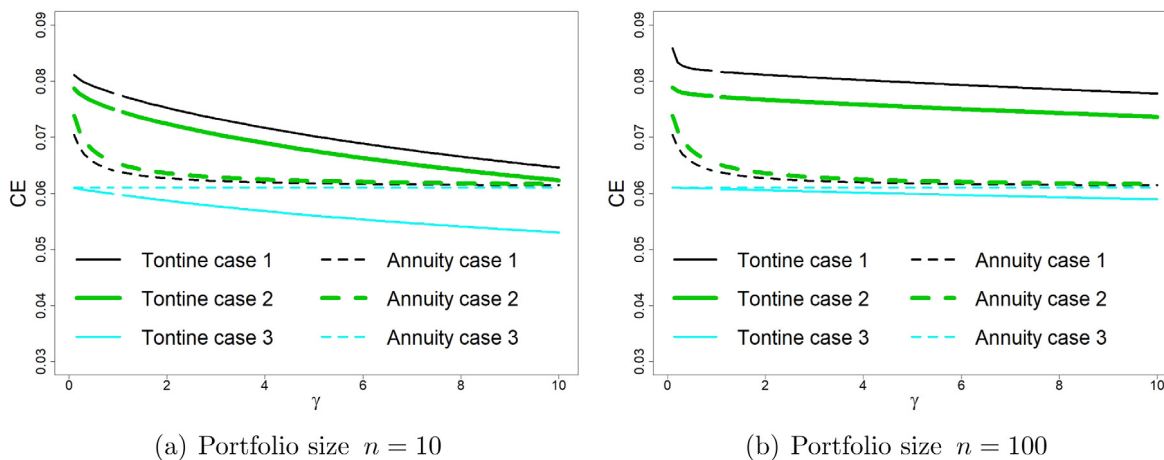 0.09
0.08
0.07
0.06
0.05
0.04
0.03
CE
Tontine case 1 Annuity case 1
Tontine case 2 Annuity case 2
Tontine case 3 Annuity case 3
0 2 4 6 8 10
γ
(a) Portfolio size n = 10
0.09
0.08
0.07
0.06
0.05
0.04
0.03
CE
Tontine case 1 Annuity case 1
Tontine case 2 Annuity case 2
Tontine case 3 Annuity case 3
0 2 4 6 8 10
γ
(b) Portfolio size n = 100